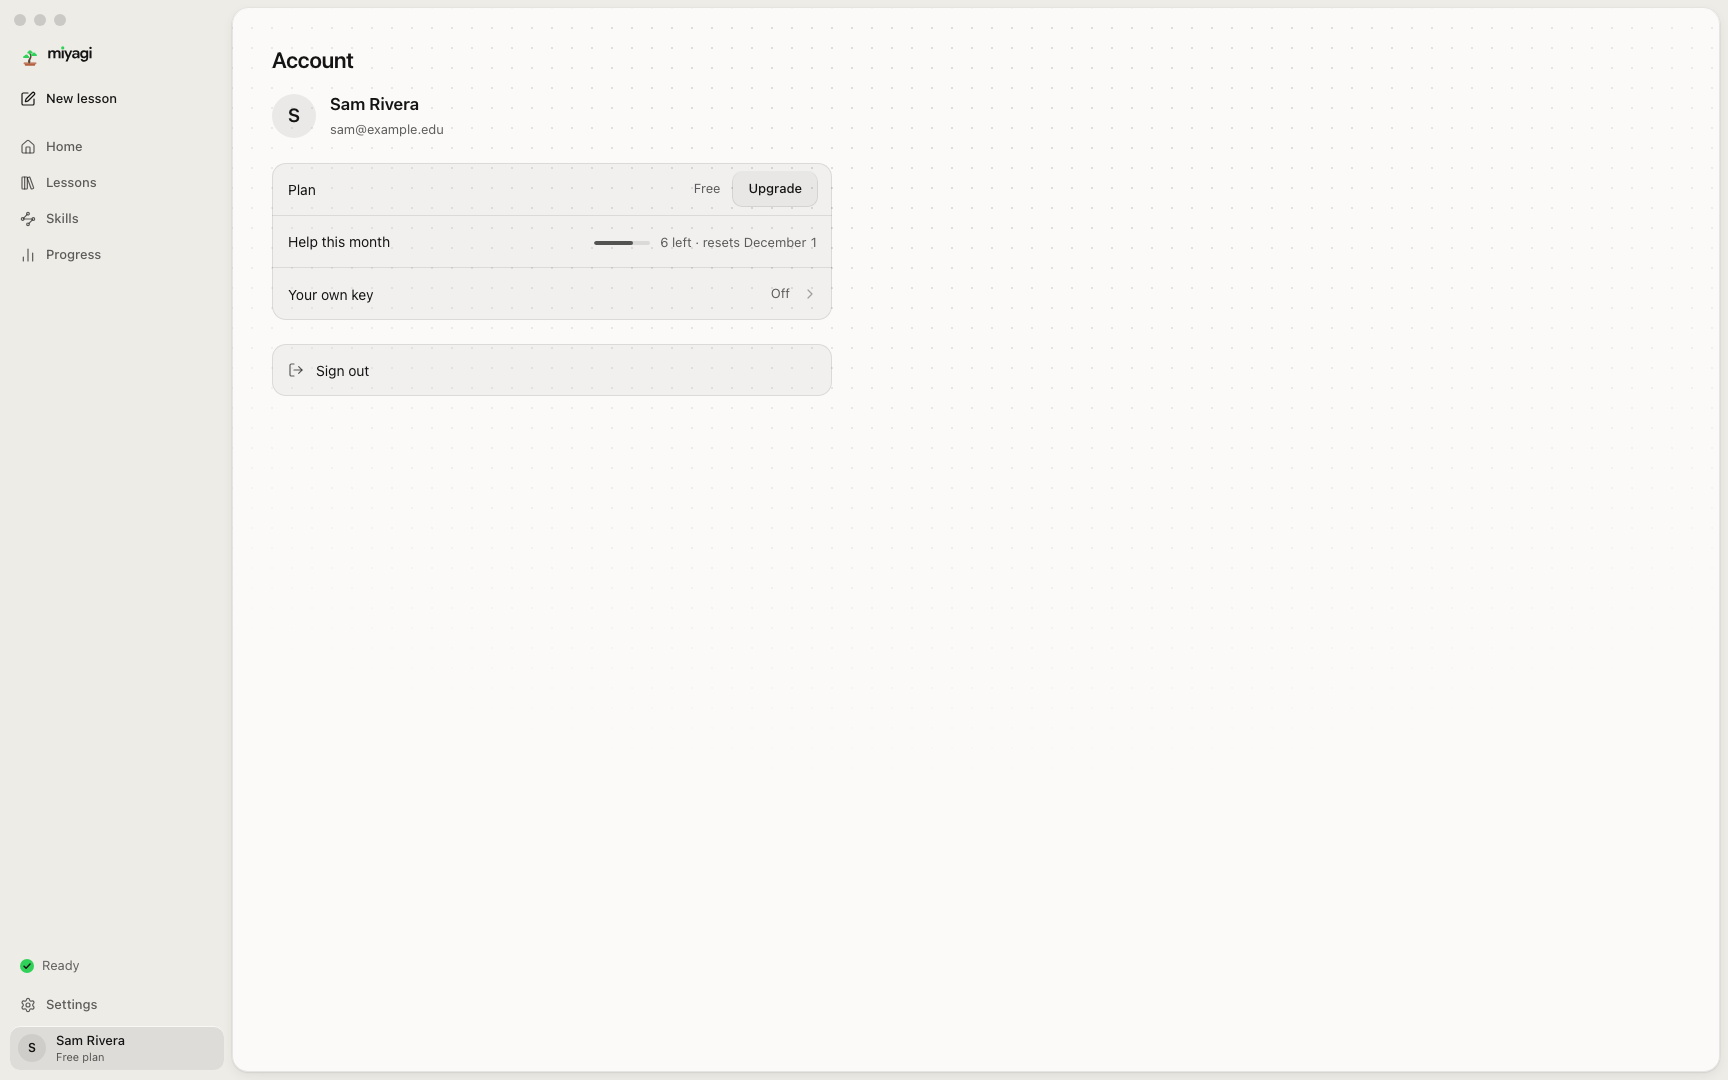 miyagi
New lesson
Home
Lessons
Skills
Progress
Ready
Settings
S
Sam Rivera
Free plan
Account
S
Sam Rivera
sam@example.edu
Plan
Free
Upgrade
Help this month
6 left · resets December 1
Your own key
Off
Sign out